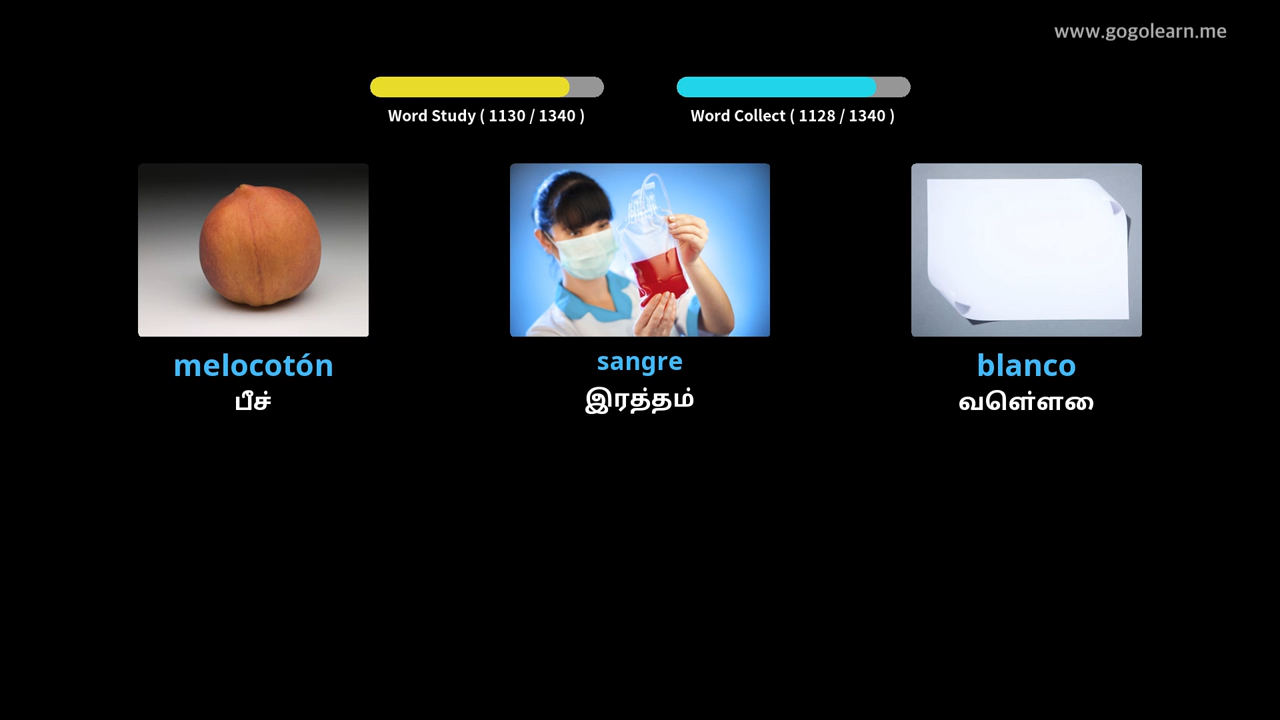 www.gogolearn.me
Word Study ( 1130 / 1340 )
Word Collect ( 1128 / 1340 )
melocotón
பீச்
sangre
இரத்தம்
blanco
வெள்ளை